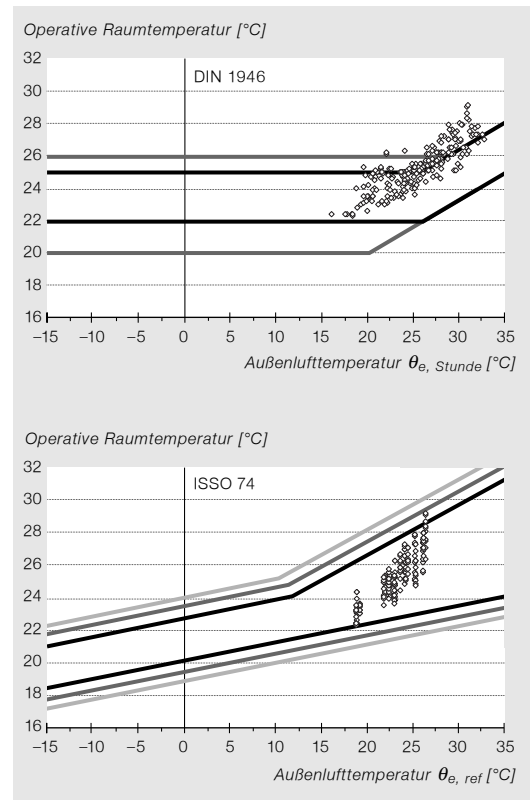 Operative Raumtemperatur [°C]
32
30
28
26
24
22
20
18
16
DIN 1946
–15 –10 –5 0 5 10 15 20 25 30 35
Außenlufttemperatur θe, Stunde [°C]
Operative Raumtemperatur [°C]
32
30
28
26
24
22
20
18
16
ISSO 74
–15 –10 –5 0 5 10 15 20 25 30 35
Außenlufttemperatur θe, ref [°C]